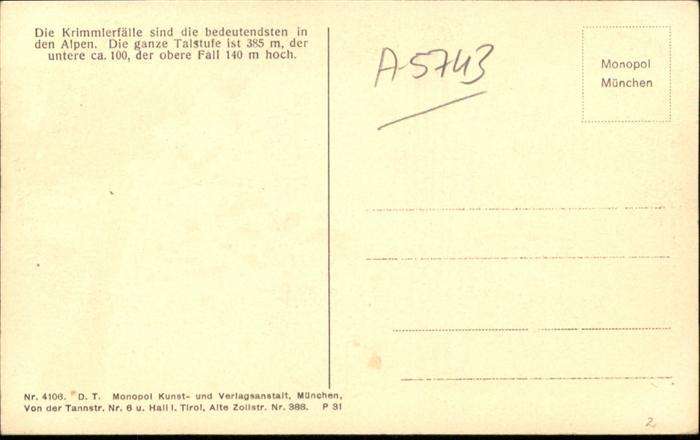 Die Krimmlerfälle sind die bedeutendsten in
den Alpen. Die ganze Talstufe ist 385 m, der
untere ca. 100, der obere Fall 140 m hoch.
A-5743
Monopol
München
Nr. 4106. D. T. Monopol Kunst- und Verlagsanstalt, München,
Von der Tannstr. Nr. 6 u. Hall i. Tirol, Alte Zollstr. Nr. 388. P 31
2